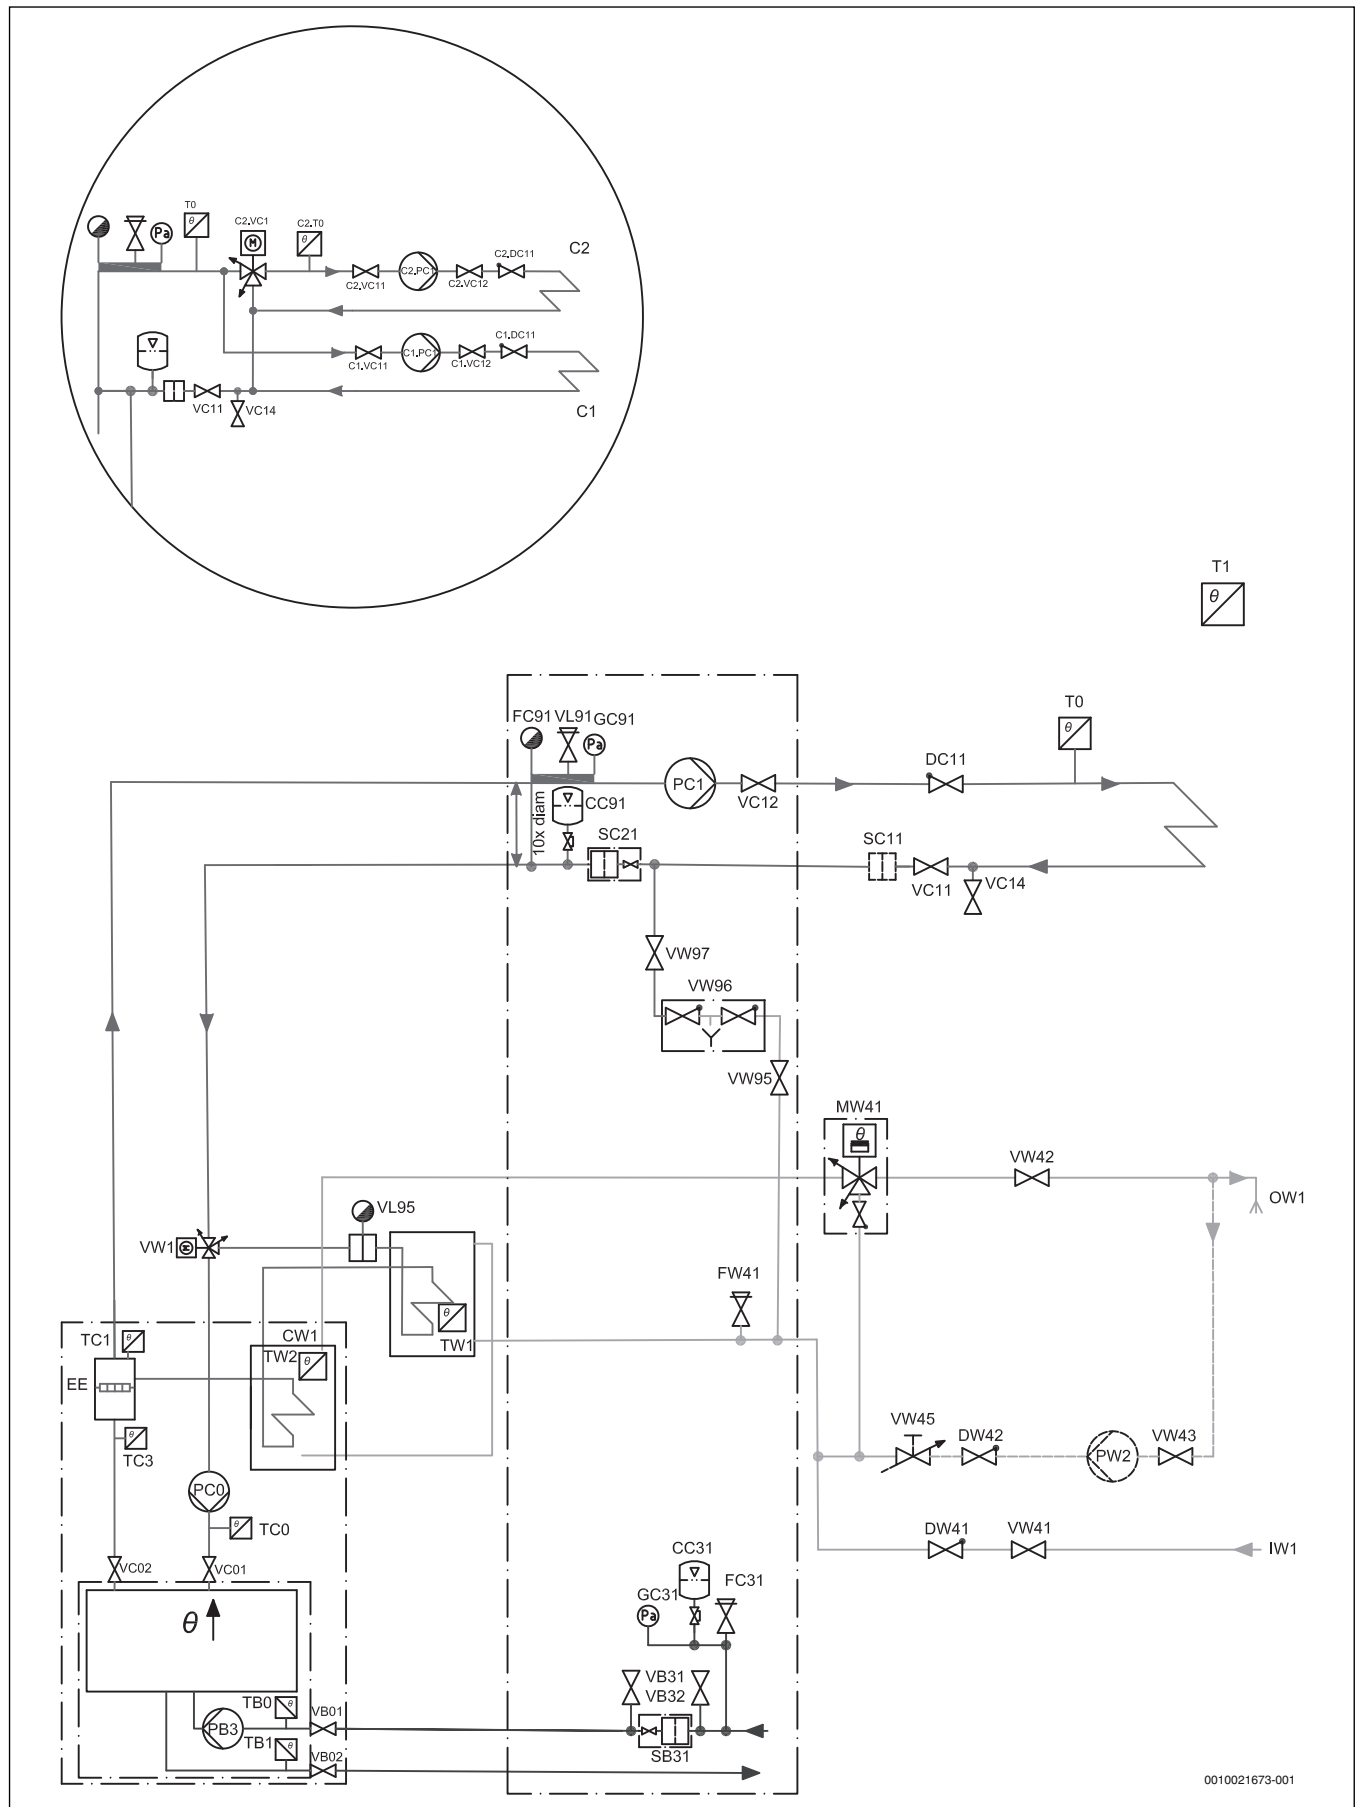 T0
C2.VC1
M
θ
C2.T0
θ
Pa
C2.DC11
C2
C2.VC11
C2.PC1
C2.VC12
C1.DC11
C1.VC11
C1.PC1
C1.VC12
VC11
VC14
C1
T1
θ
FC91
VL91
GC91
Pa
T0
θ
PC1
VC12
DC11
10x diam
CC91
SC21
SC11
VC11
VC14
VW97
VW96
VW95
MW41
θ
VW42
OW1
VL95
VW1
M
FW41
θ
TW1
TC1
θ
CW1
TW2
θ
EE
θ
TC3
VW45
DW42
PW2
VW43
PC0
θ
TC0
DW41
VW41
IW1
VC02
VC01
CC31
GC31
FC31
Pa
θ
VB31
VB32
TB0
θ
VB01
PB3
TB1
θ
VB02
SB31
0010021673-001